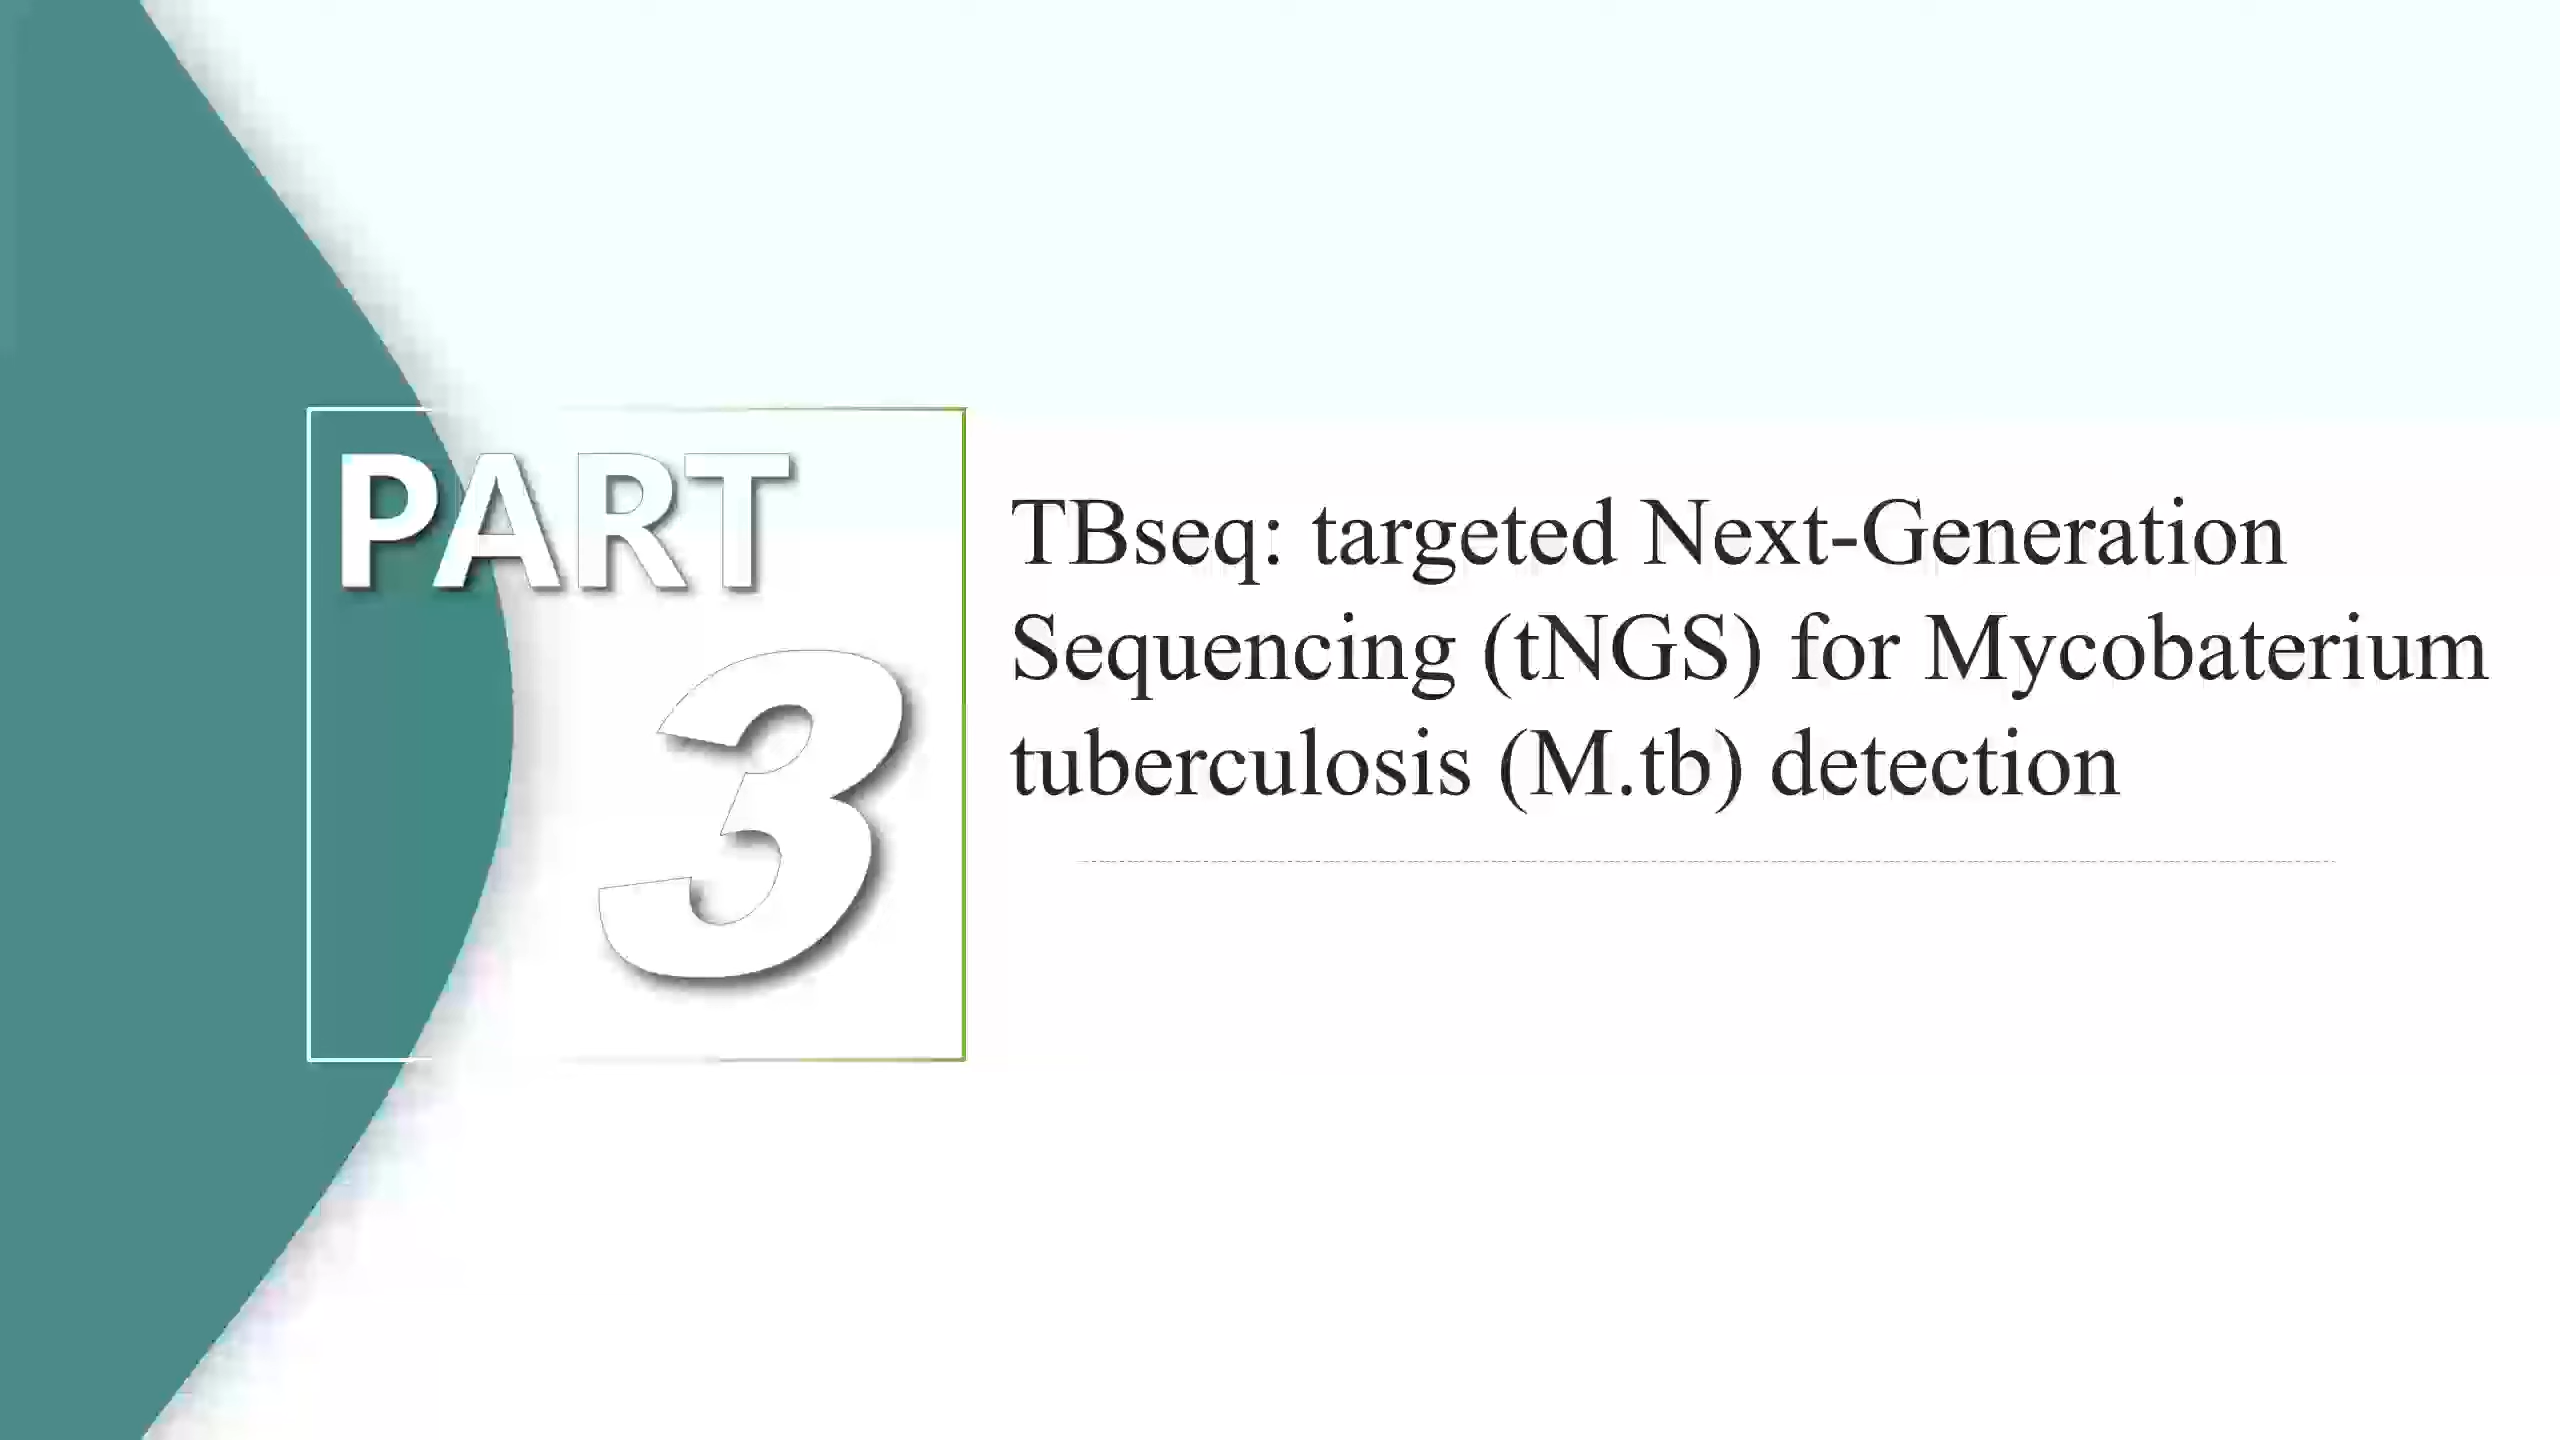 PART
3
TBseq: targeted Next-Generation
Sequencing (tNGS) for Mycobaterium
tuberculosis (M.tb) detection